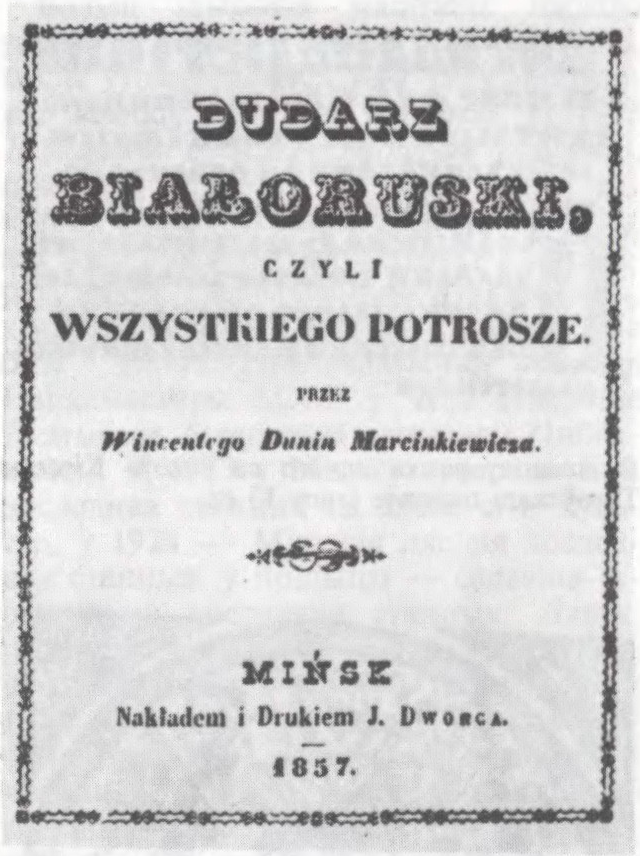 DUDARZ
BIAŁORUSKI,
CZYLI
WSZYSTKIEGO POTROSZE.
PRZEZ
Wincentego Dunin Marcinkiewicza.
MIŃSK
Nakładem i Drukiem J. DWORCA.
1857.